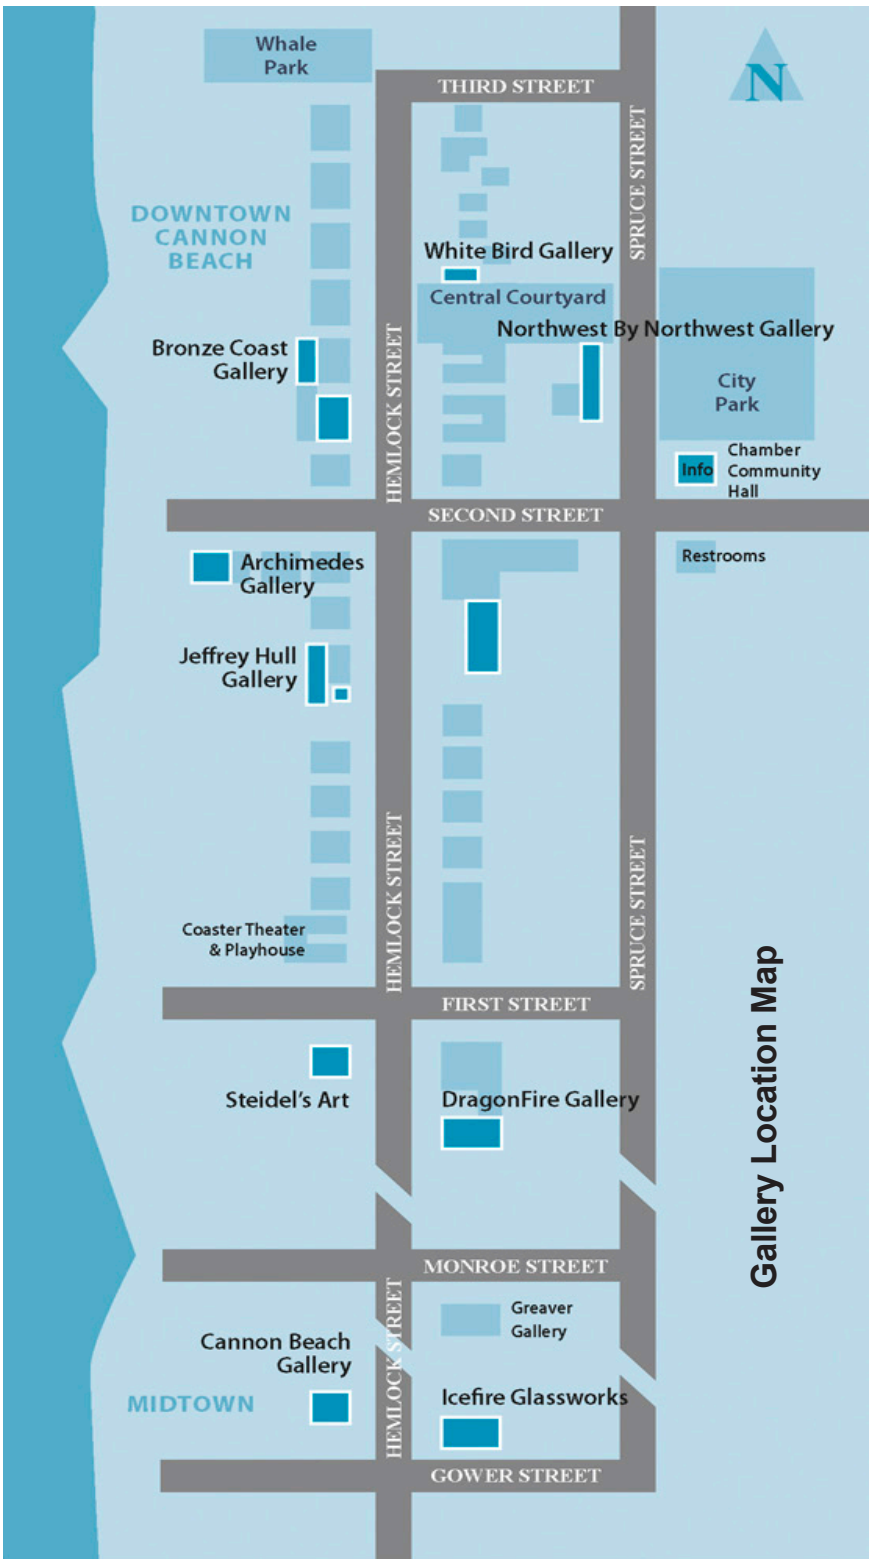 Whale
Park
N
THIRD STREET
SPRUCE STREET
DOWNTOWN
CANNON
BEACH
White Bird Gallery
Central Courtyard
Northwest By Northwest Gallery
Bronze Coast
Gallery
HEMLOCK STREET
City
Park
Info
Chamber
Community
Hall
SECOND STREET
Archimedes
Gallery
Restrooms
Jeffrey Hull
Gallery
HEMLOCK STREET
SPRUCE STREET
Coaster Theater
& Playhouse
FIRST STREET
Gallery Location Map
Steidel's Art
DragonFire Gallery
MONROE STREET
HEMLOCK STREET
Greaver
Gallery
Cannon Beach
Gallery
MIDTOWN
Icefire Glassworks
GOWER STREET